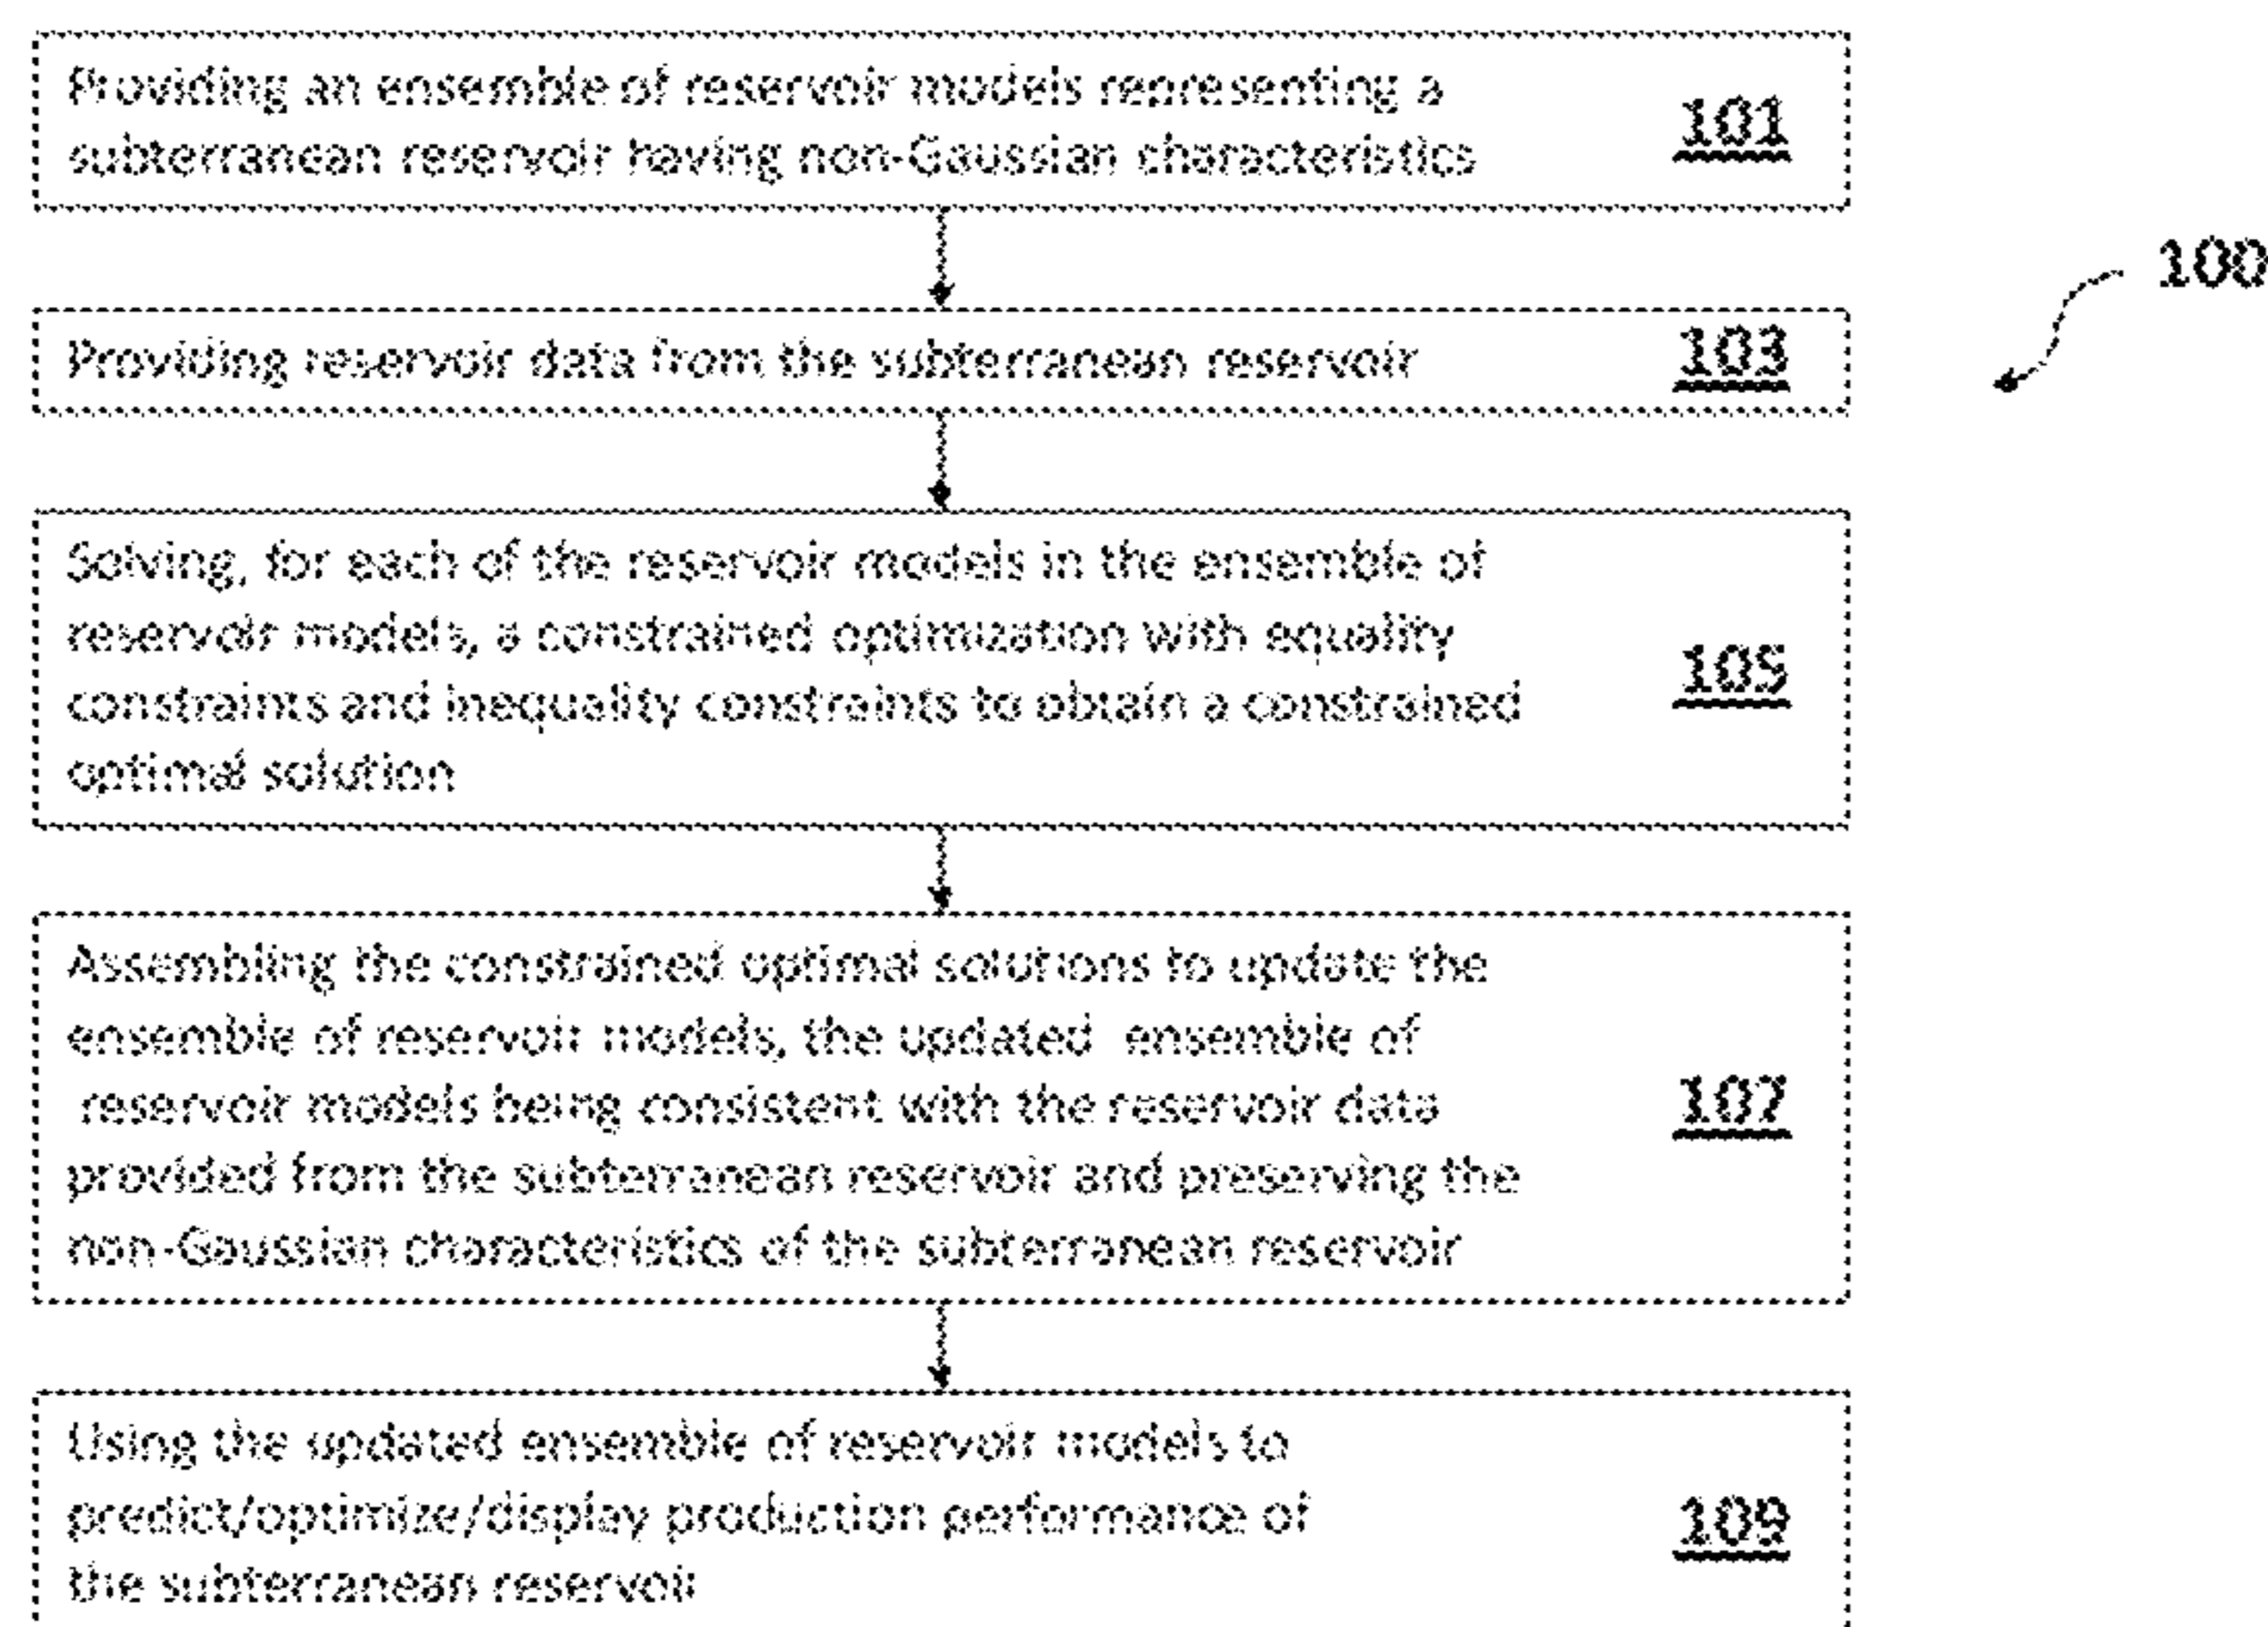 Providing an ensemble of reservoir models representing a
subterranean reservoir having non-Gaussian characteristics
101
100
Providing reservoir data from the subterranean reservoir
103
Solving, for each of the reservoir models in the ensemble of
reservoir models, a constrained optimization with equality
constraints and inequality constraints to obtain a constrained
optimal solution
105
Assembling the constrained optimal solutions to update the
ensemble of reservoir models, the updated ensemble of
reservoir models being consistent with the reservoir data
provided from the subterranean reservoir and preserving the
non-Gaussian characteristics of the subterranean reservoir
107
Using the updated ensemble of reservoir models to
predict/optimize/display production performance of
the subterranean reservoir
109